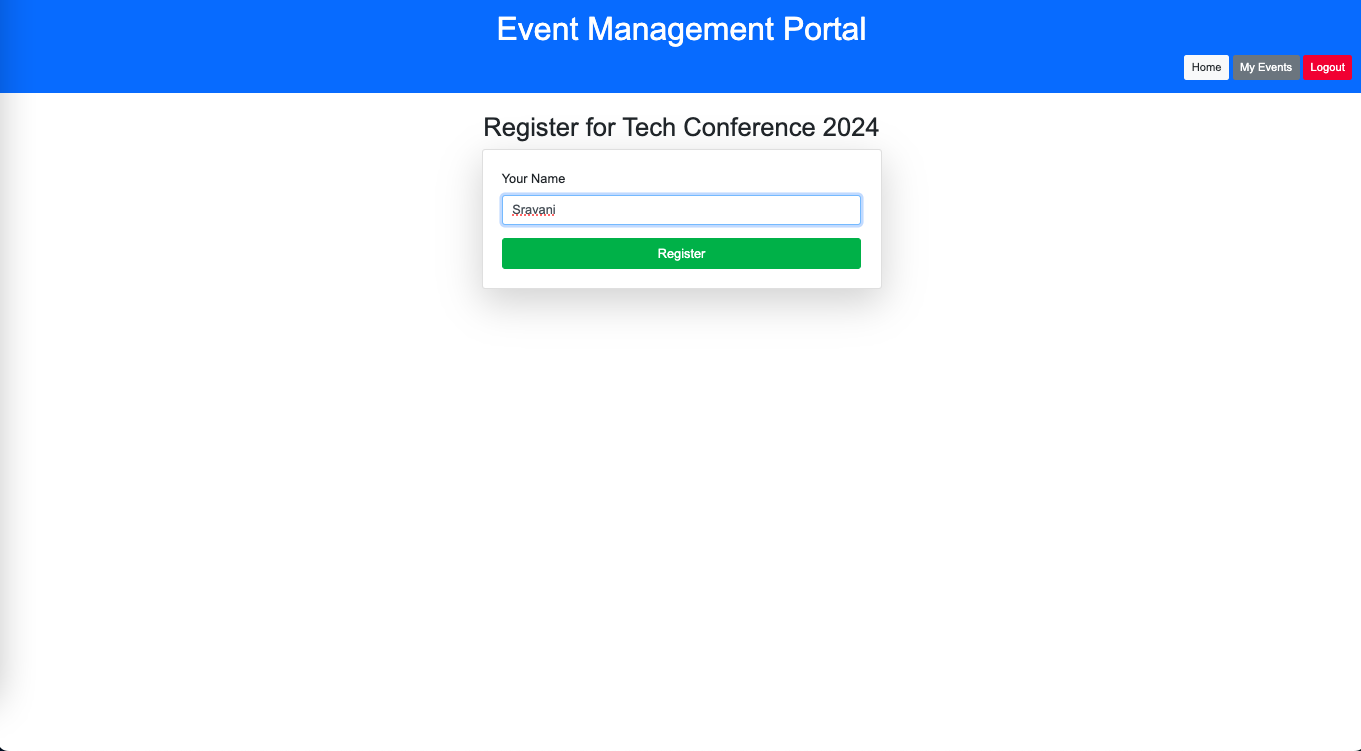 Event Management Portal
Home My Events Logout
Register for Tech Conference 2024
Your Name
Sravani
Register